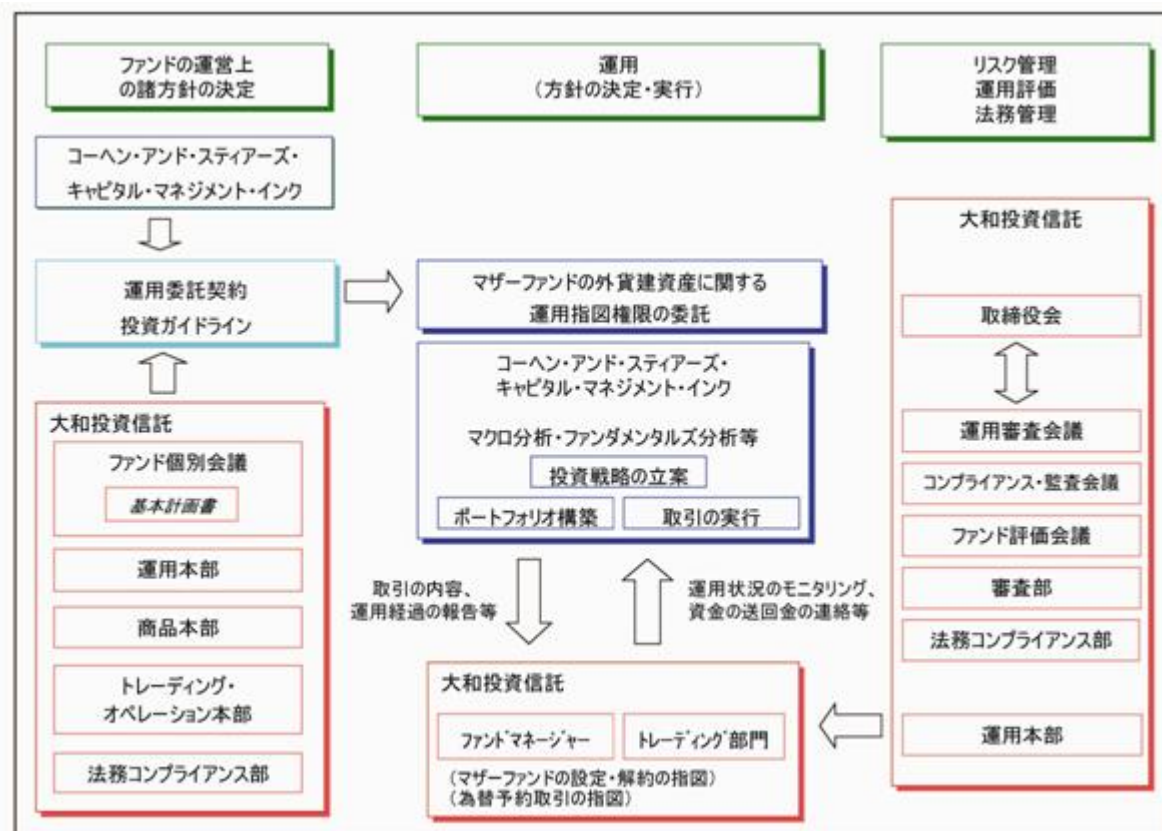 ファンドの運営上
の諸方針の決定
運用
（方針の決定・実行）
リスク管理
運用評価
法務管理
コーヘン・アンド・スティアーズ・
キャピタル・マネジメント・インク
運用委託契約
投資ガイドライン
大和投資信託
ファンド個別会議
基本計画書
運用本部
商品本部
トレーディング・
オペレーション本部
法務コンプライアンス部
マザーファンドの外貨建資産に関する
運用指図権限の委託
コーヘン・アンド・スティアーズ・
キャピタル・マネジメント・インク
マクロ分析・ファンダメンタルズ分析等
投資戦略の立案
ポートフォリオ構築
取引の実行
取引の内容、
運用経過の報告等
運用状況のモニタリング、
資金の送回金の連絡等
大和投資信託
ファンドマネージャー
トレーディング部門
（マザーファンドの設定・解約の指図）
（為替予約取引の指図）
大和投資信託
取締役会
運用審査会議
コンプライアンス・監査会議
ファンド評価会議
審査部
法務コンプライアンス部
運用本部